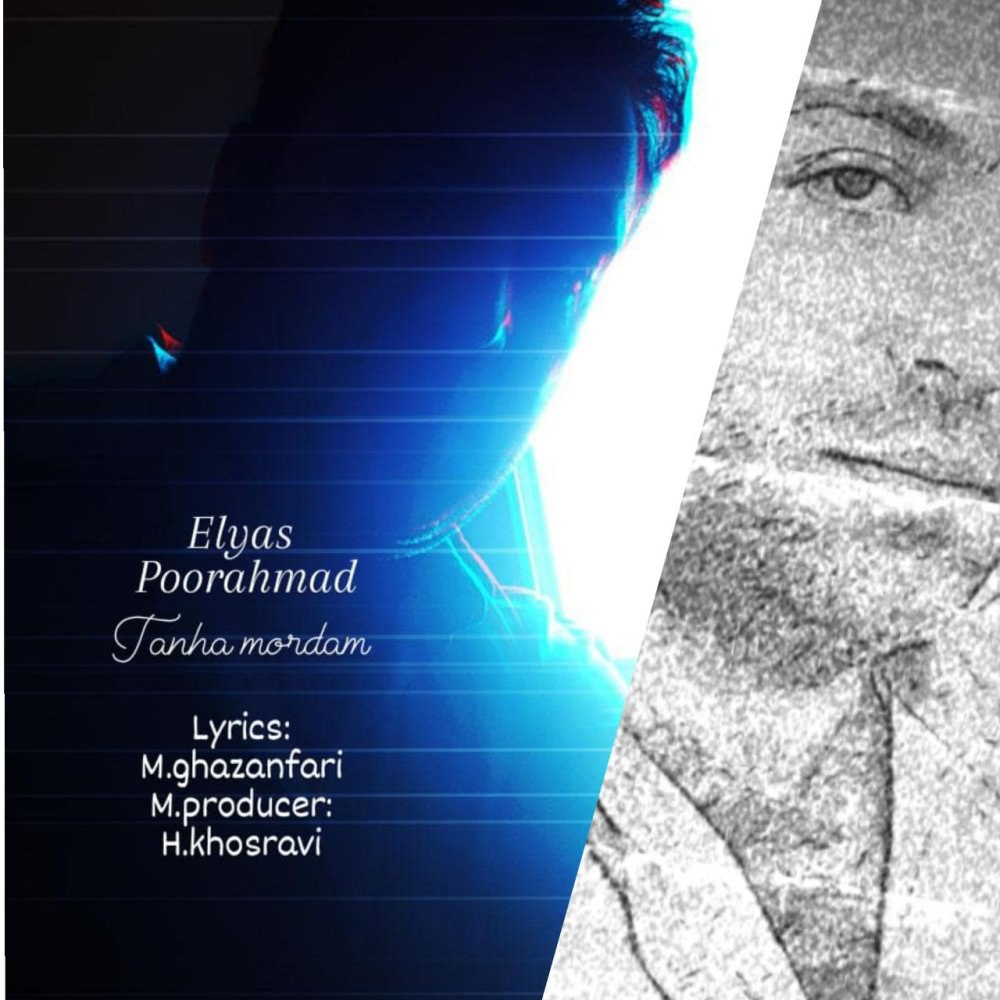 Elyas
Poorahmad
Tanha mordam
Lyrics:
M.ghazanfari
M.producer:
H.khosravi